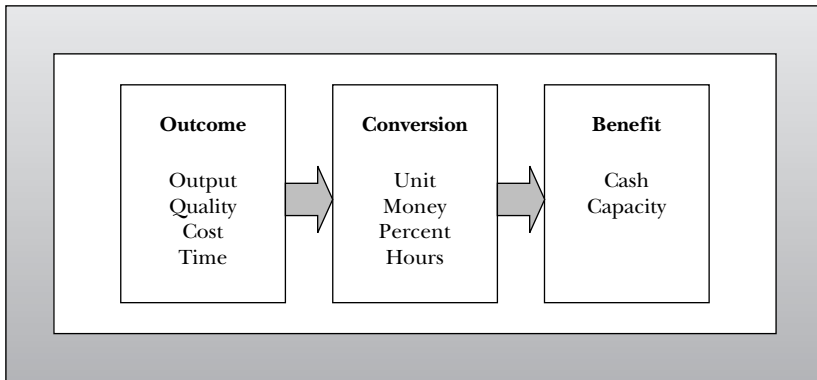 Outcome
Output
Quality
Cost
Time
Conversion
Unit
Money
Percent
Hours
Benefit
Cash
Capacity